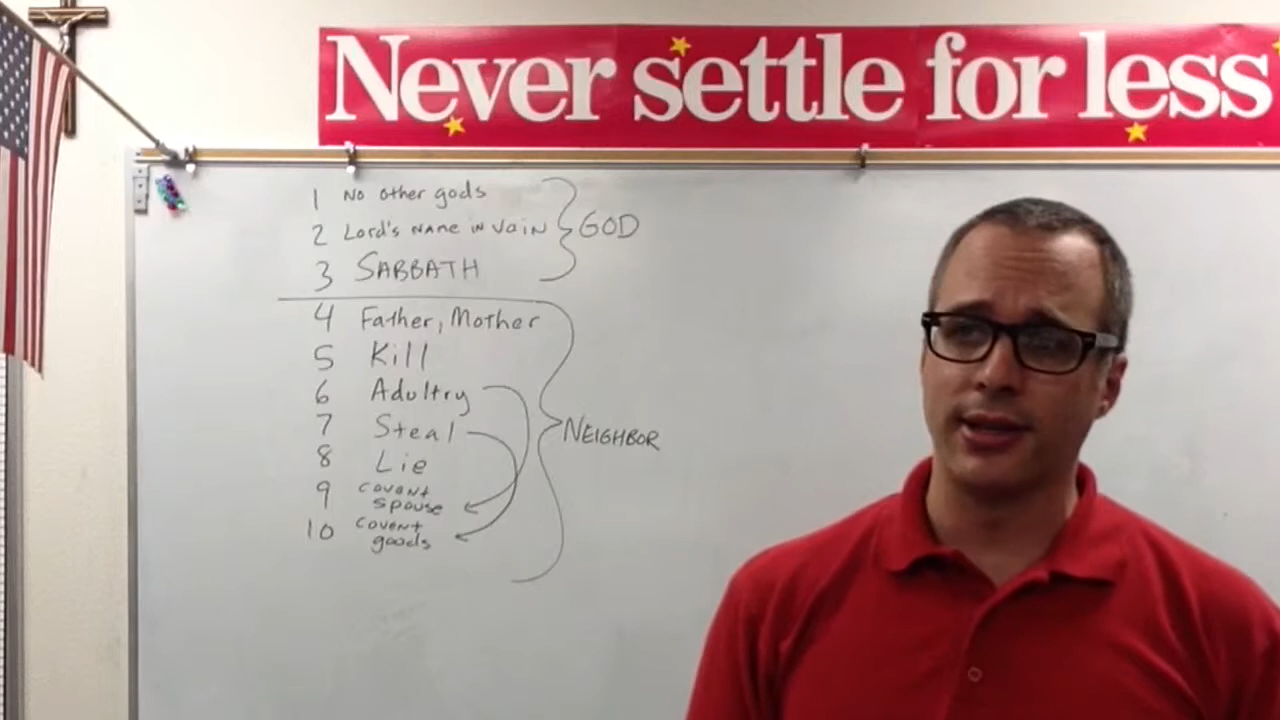 Never settle for less
1 No other gods
2 Lord's name in vain
GOD
3 SABBATH
4 Father, Mother
5 Kill
6 Adultry
7 Steal
NEIGHBOR
8 Lie
9 covent
spouse
10 covent
goods